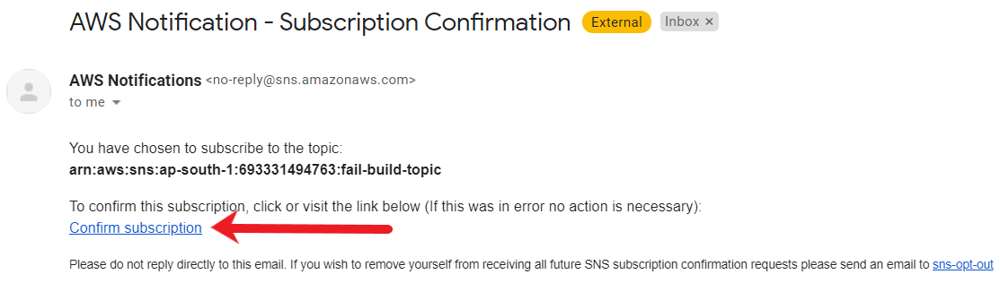 AWS Notification - Subscription Confirmation External Inbox ×
AWS Notifications <no-reply@sns.amazonaws.com>
to me
You have chosen to subscribe to the topic:
arn:aws:sns:ap-south-1:693331494763:fail-build-topic
To confirm this subscription, click or visit the link below (If this was in error no action is necessary):
Confirm subscription
Please do not reply directly to this email. If you wish to remove yourself from receiving all future SNS subscription confirmation requests please send an email to sns-opt-out